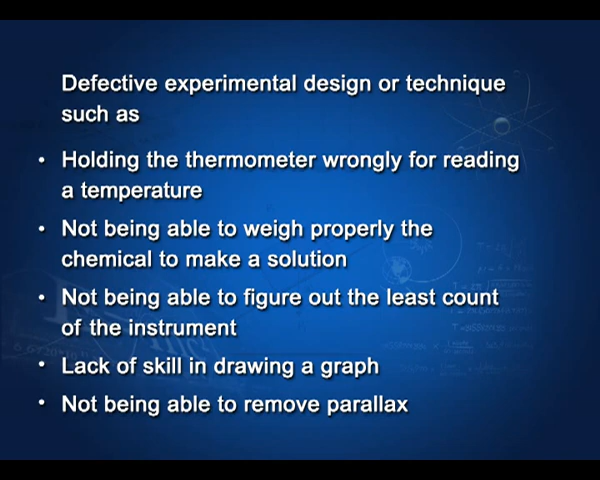 Defective experimental design or technique
such as
• Holding the thermometer wrongly for reading
a temperature
• Not being able to weigh properly the
chemical to make a solution
• Not being able to figure out the least count
of the instrument
• Lack of skill in drawing a graph
• Not being able to remove parallax